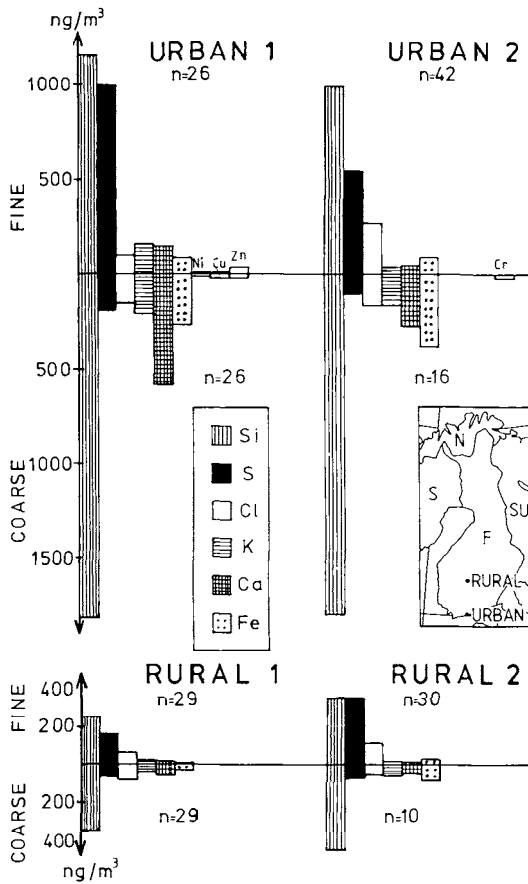 ng/m³
URBAN 1
n=26
URBAN 2
n=42
1000
500
FINE
Ni
Cu
Zn
Cr
0
500
1000
1500
COARSE
n=26
n=16
Si
S
Cl
K
Ca
Fe
N
S
SU
F
RURAL
URBAN
RURAL 1
n=29
RURAL 2
n=30
400
200
FINE
0
200
400
COARSE
n=29
n=10
ng/m³